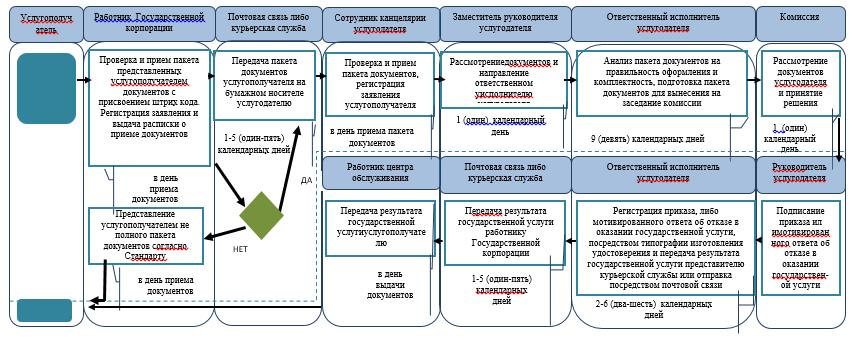 Услугополуч
атель
Работник Государственной
корпорации
Почтовая связь либо
курьерская служба
Сотрудник канцелярии
услугодателя
Заместитель руководителя
услугодателя
Ответственный исполнитель
услугодателя
Комиссия
Проверка и прием пакета
представленных
услугополучателем
документов с
присвоением штрих кода.
Регистрация заявления и
выдача расписки о
приеме документов
в день
приема
документов
Представление
услугополучателем не
полного пакета
документов согласно
Стандарту.
в день приема
документов
Передача пакета
документов
услугополучателя на
бумажном носителе
услугодателю
1-5 (один-пять)
календарных дней
ДА
НЕТ
Проверка и прием
пакета документов,
регистрация
заявления
услугополучателя
в день приема пакета
документов
Рассмотрениедокументов и
направление
ответственном
уисполнителю
1 (один) календарный
день
Анализ пакета документов на
правильность оформления и
комплектность, подготовка пакета
документов для вынесения на
заседание комиссии
9 (девять) календарных дней
Рассмотрение
документов
услугодателя
и принятие
решения
1 (один)
календарный
день
Работник центра
обслуживания
Почтовая связь либо
курьерская служба
Ответственный исполнитель
услугодателя
Руководитель
услугодателя
Передача результата
государственной
услугиуслугополучате
лю
в день
выдачи
документов
Передача результата
государственной услуги
работнику
Государственной
корпорации
1-5 (один-пять)
календарных
дней
Регистрация приказа, либо
мотивированного ответа об отказе в
оказании государственной услуги,
посредством типографии изготовления
удостоверения и передача результата
государственной услуги представителю
курьерской службы или отправка
посредством почтовой связи
2-6 (два-шесть) календарных
дней
Подписание
приказа ил
имотивирован
ного ответа об
отказе в
оказании
государствен-
ой услуги